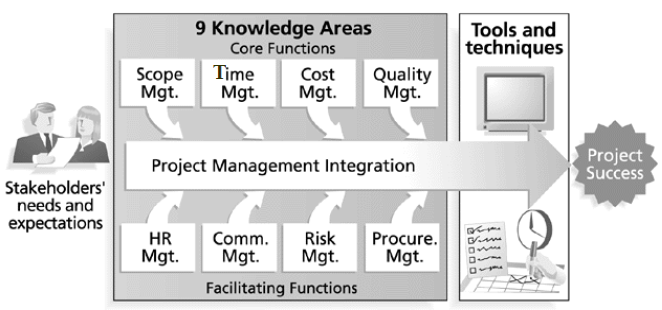 9 Knowledge Areas
Core Functions
Scope
Mgt.
Time
Mgt.
Cost
Mgt.
Quality
Mgt.
Tools and
techniques
Stakeholders'
needs and
expectations
Project Management Integration
Project
Success
HR
Mgt.
Comm.
Mgt.
Risk
Mgt.
Procure.
Mgt.
Facilitating Functions